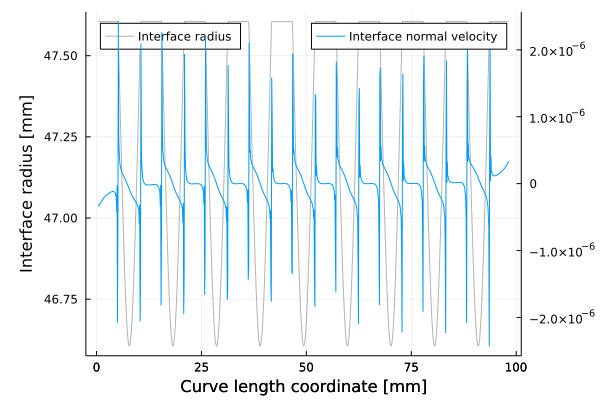 Interface radius
Interface normal velocity
47.50
47.25
47.00
46.75
Interface radius [mm]
2.0×10⁻⁶
1.0×10⁻⁶
0
−1.0×10⁻⁶
−2.0×10⁻⁶
0 25 50 75 100
Curve length coordinate [mm]